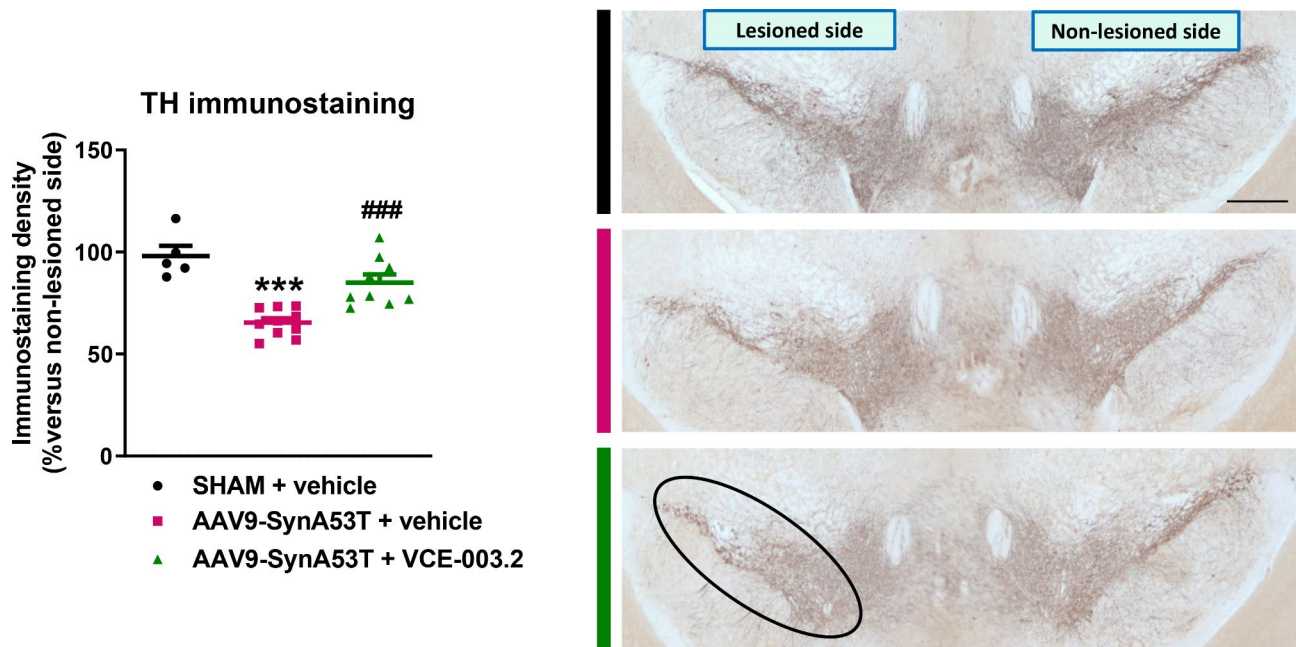 TH immunostaining
Immunostaining density
(%versus non-lesioned side)
150
100
50
0
***
###
SHAM + vehicle
AAV9-SynA53T + vehicle
AAV9-SynA53T + VCE-003.2
Lesioned side
Non-lesioned side